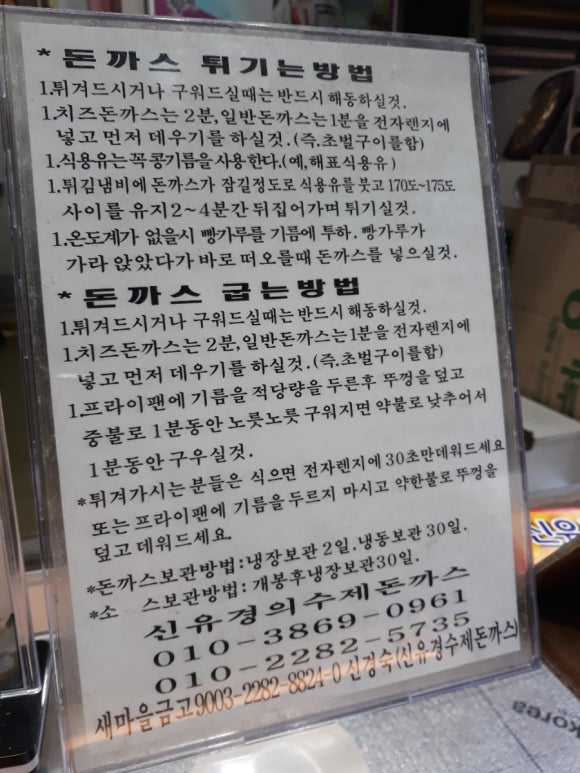 * 돈까스 튀기는방법
1.튀겨드시거나 구워드실때는 반드시 해동하실것.
1.치즈돈까스는 2분,일반돈까스는 1분을 전자렌지에
넣고 먼저 데우기를 하실것.(즉.초벌구이를함)
1.식용유는 꼭 콩기름을 사용한다.(예,해표식용유)
1.튀김냄비에 돈까스가 잠길정도로 식용유를 붓고 170도~175도
사이를 유지 2~4분간 뒤집어가며 튀기실것.
1.온도계가 없을시 빵가루를 기름에 투하. 빵가루가
가라 앉았다가 바로 떠오를때 돈까스를 넣으실것.
* 돈까스 굽는방법
1.튀겨드시거나 구워드실때는 반드시 해동하실것.
1.치즈돈까스는 2분,일반돈까스는1분을 전자렌지에
넣고 먼저 데우기를 하실것.(즉.초벌구이를함)
1.프라이팬에 기름을 적당량을 두른후 뚜껑을 덮고
중불로 1분동안 노릇노릇 구워지면 약불로 낮추어서
1분동안 구우실것.
*튀겨가시는 분들은 식으면 전자렌지에 30초만데워드세요
또는 프라이팬에 기름을 두르지 마시고 약한불로 뚜껑을
덮고 데워드세요.
*돈까스보관방법:냉장보관 2일.냉동보관 30일.
*소 스보관방법: 개봉후냉장보관30일.
신유경의수제돈까스
010-3869-0961
010-2282-5735
새마을금고9003-2282-8824-0 신경숙(신유경수제돈까스)
신유
korea